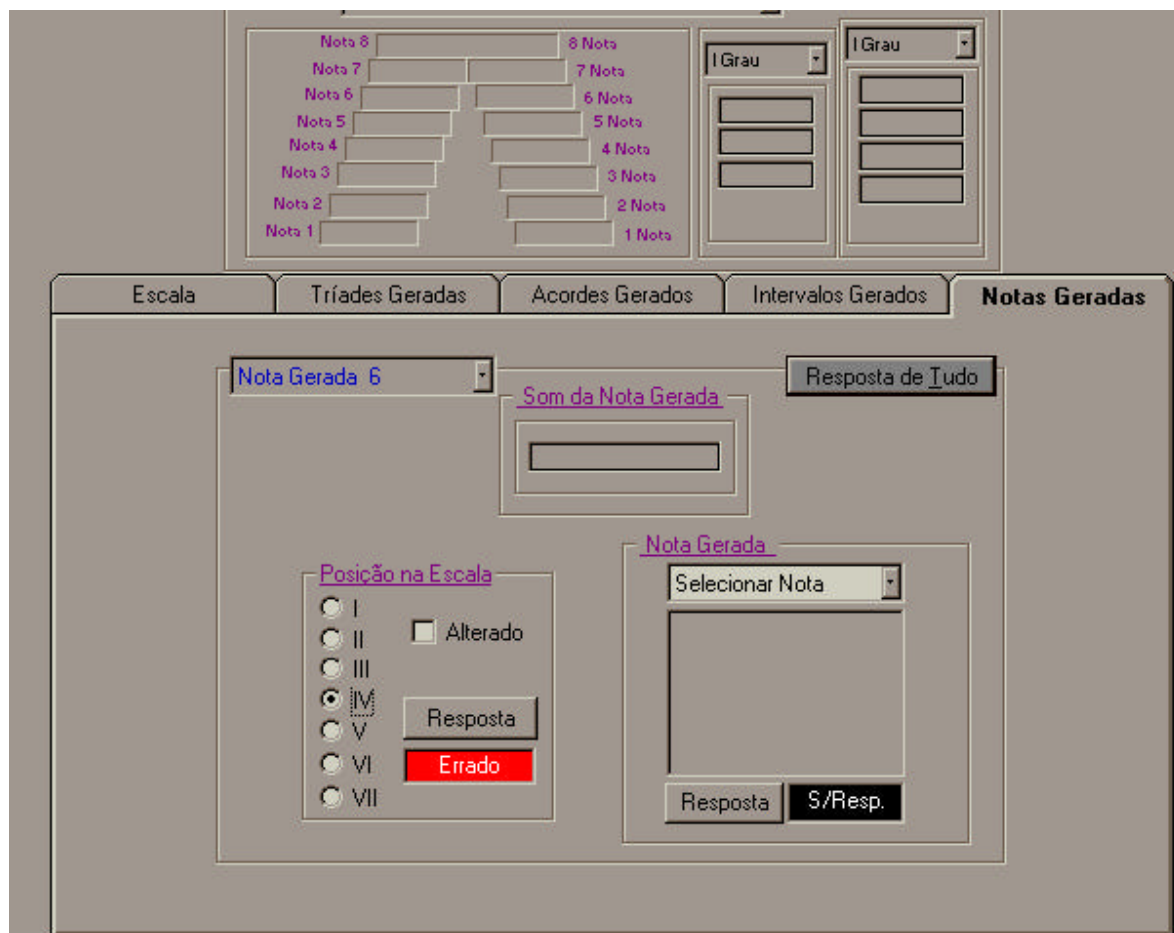 Nota 8 8 Nota
Nota 7 7 Nota
Nota 6 6 Nota
Nota 5 5 Nota
Nota 4 4 Nota
Nota 3 3 Nota
Nota 2 2 Nota
Nota 1 1 Nota
I Grau
I Grau
Escala
Tríades Geradas
Acordes Gerados
Intervalos Gerados
Notas Geradas
Nota Gerada 6
Resposta de Tudo
Som da Nota Gerada
Posição na Escala
I
II
III
IV
V
VI
VII
Alterado
Resposta
Errado
Nota Gerada
Selecionar Nota
Resposta
S/Resp.